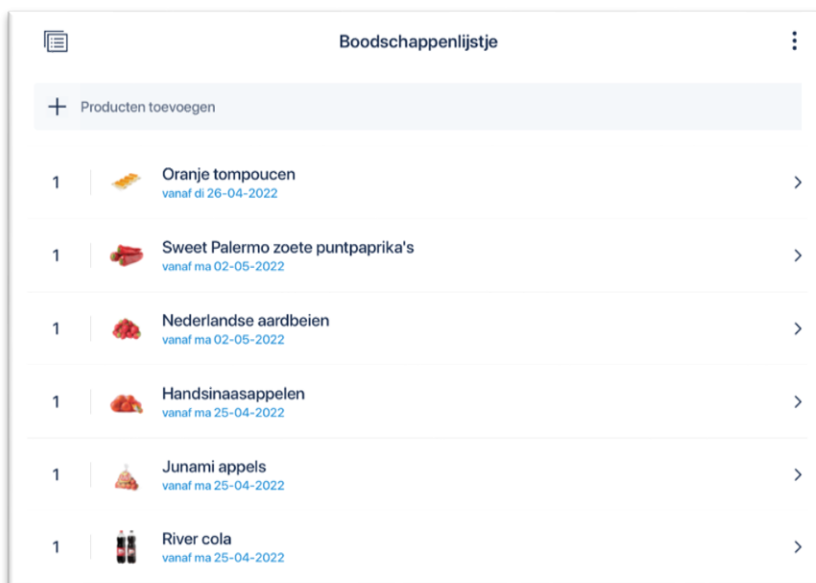 Boodschappenlijstje
Producten toevoegen
1
Oranje tompoucen
vanaf di 26-04-2022
1
Sweet Palermo zoete puntpaprika's
vanaf ma 02-05-2022
1
Nederlandse aardbeien
vanaf ma 02-05-2022
1
Handsinaasappelen
vanaf ma 25-04-2022
1
Junami appels
vanaf ma 25-04-2022
1
River cola
vanaf ma 25-04-2022